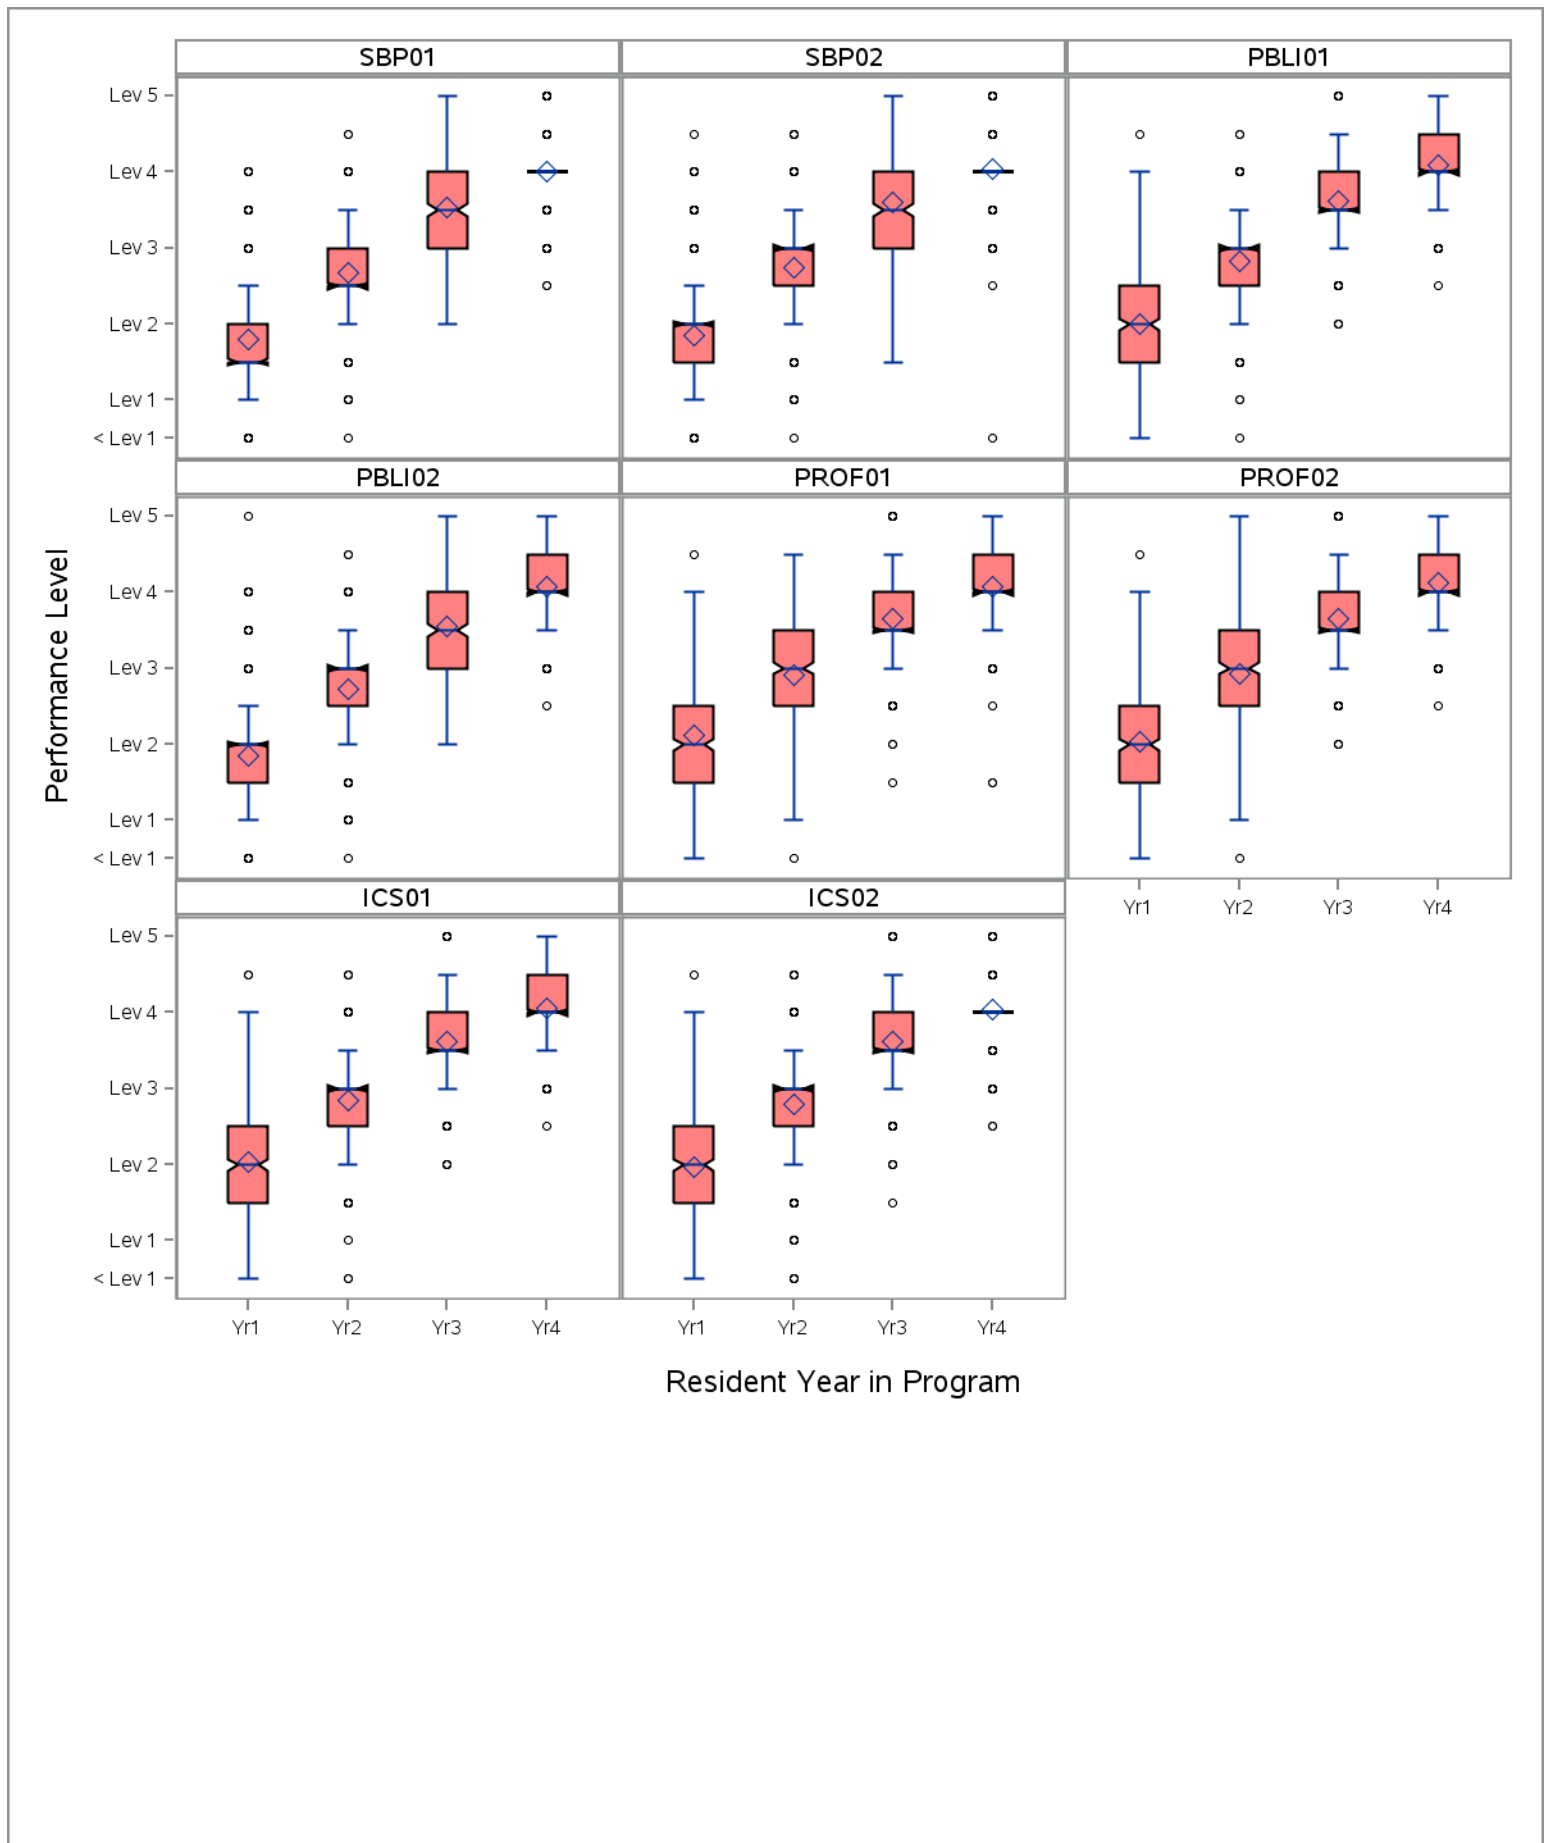 SBP01 SBP02 PBLI01
Lev 5
Lev 4
Lev 3
Lev 2
Lev 1
< Lev 1
PBLI02 PROF01 PROF02
Lev 5
Lev 4
Lev 3
Lev 2
Lev 1
< Lev 1
Performance Level
ICS01 ICS02
Yr1 Yr2 Yr3 Yr4
Lev 5
Lev 4
Lev 3
Lev 2
Lev 1
< Lev 1
Yr1 Yr2 Yr3 Yr4 Yr1 Yr2 Yr3 Yr4
Resident Year in Program